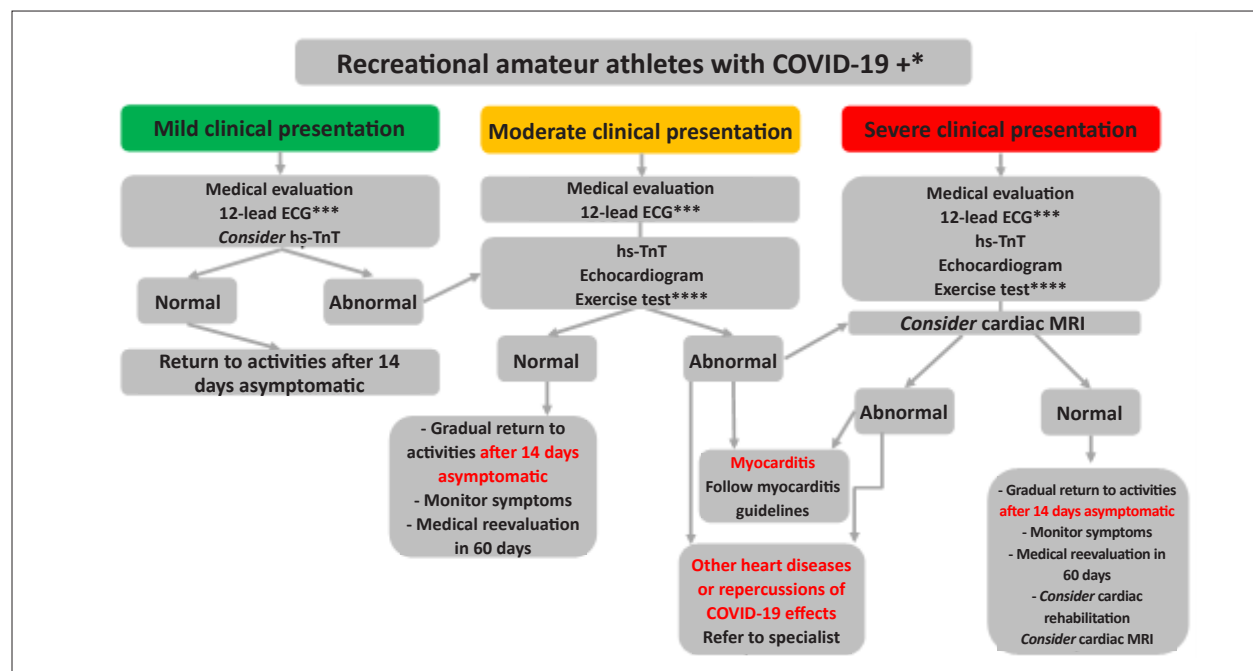 Recreational amateur athletes with COVID-19 +*
Mild clinical presentation
Medical evaluation
12-lead ECG***
Consider hs-TnT
Normal
Abnormal
Return to activities after 14
days asymptomatic
Moderate clinical presentation
Medical evaluation
12-lead ECG***
hs-TnT
Echocardiogram
Exercise test****
Normal
Abnormal
- Gradual return to
activities after 14 days
asymptomatic
- Monitor symptoms
- Medical reevaluation
in 60 days
Severe clinical presentation
Medical evaluation
12-lead ECG***
hs-TnT
Echocardiogram
Exercise test****
Consider cardiac MRI
Abnormal
Normal
Myocarditis
Follow myocarditis
guidelines
Other heart diseases
or repercussions of
COVID-19 effects
Refer to specialist
- Gradual return to activities
after 14 days asymptomatic
- Monitor symptoms
- Medical reevaluation in
60 days
- Consider cardiac
rehabilitation
Consider cardiac MRI